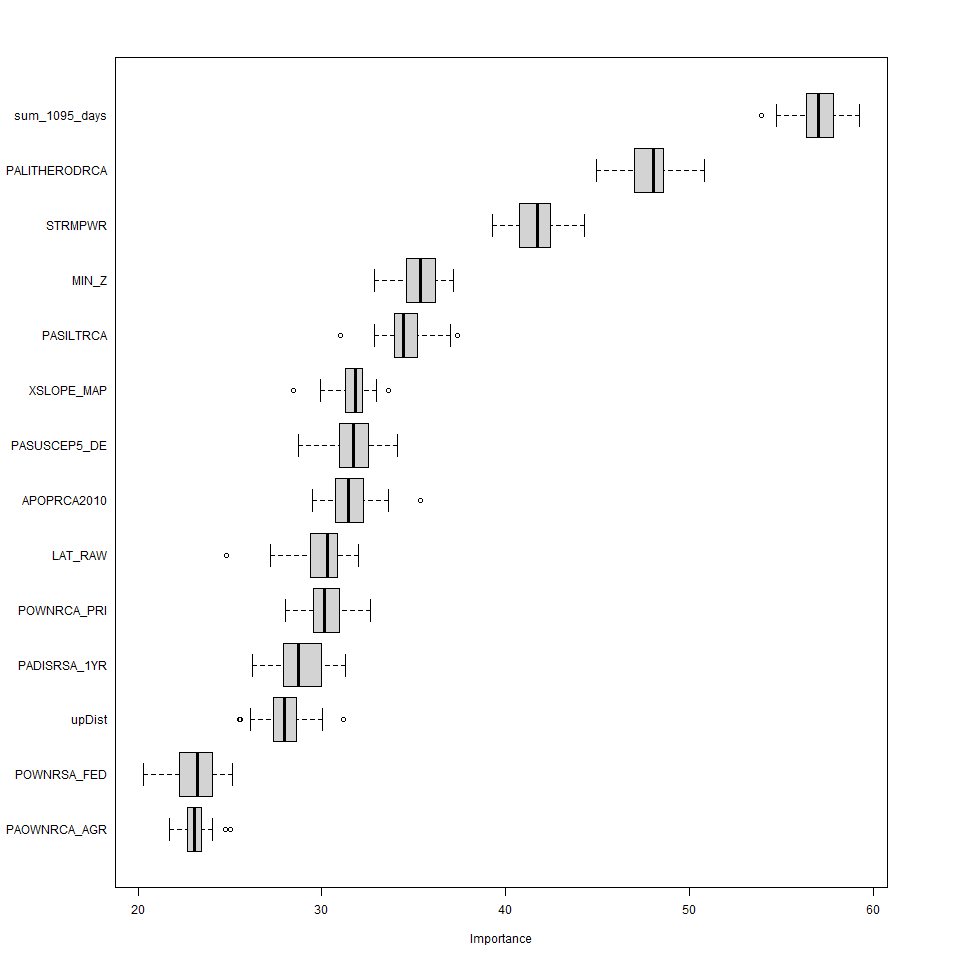 sum_1095_days
PALITHERODRCA
STRMPWR
MIN_Z
PASILTRCA
XSLOPE_MAP
PASUSCEP5_DE
APOPRCA2010
LAT_RAW
POWNRCA_PRI
PADISRSA_1YR
upDist
POWNRSA_FED
PAOWNRCA_AGR
20 30 40 50 60
Importance